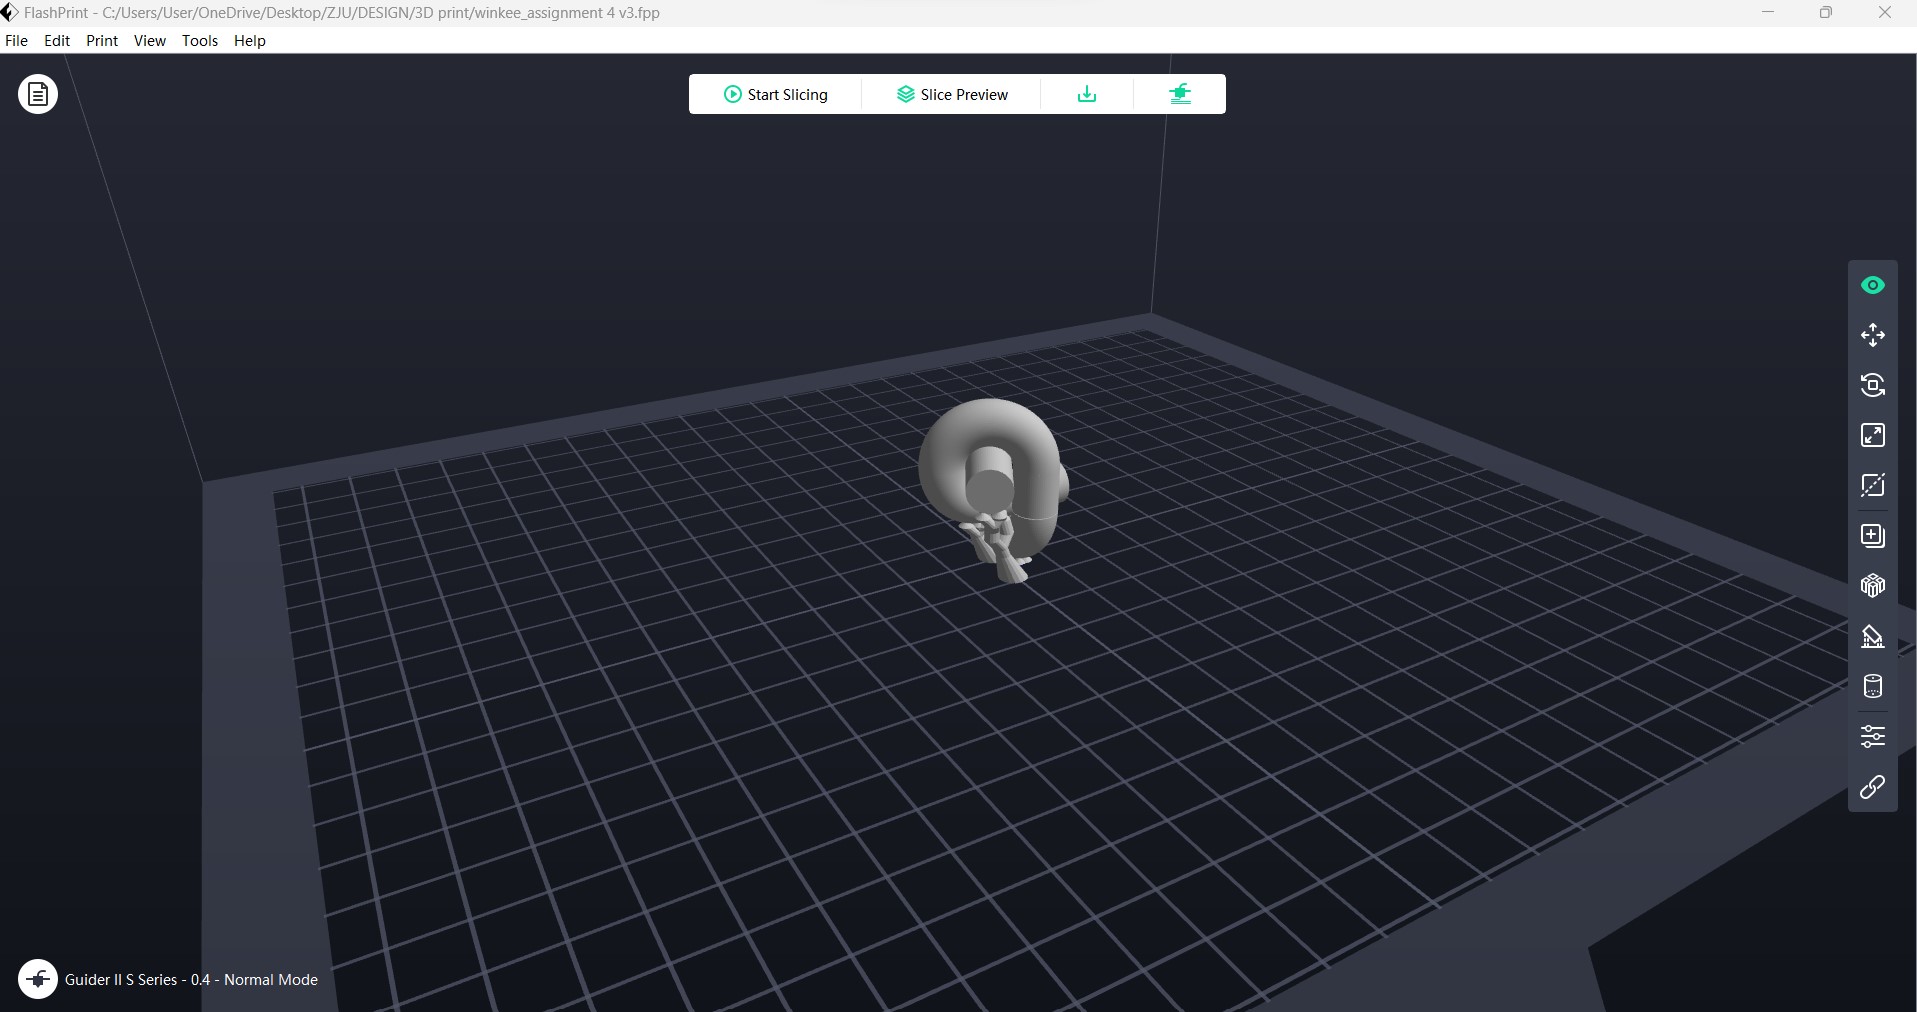 FlashPrint - C:/Users/User/OneDrive/Desktop/ZJU/DESIGN/3D print/winkee_assignment 4 v3.fpp
File Edit Print View Tools Help
Start Slicing Slice Preview
Guider II S Series - 0.4 - Normal Mode